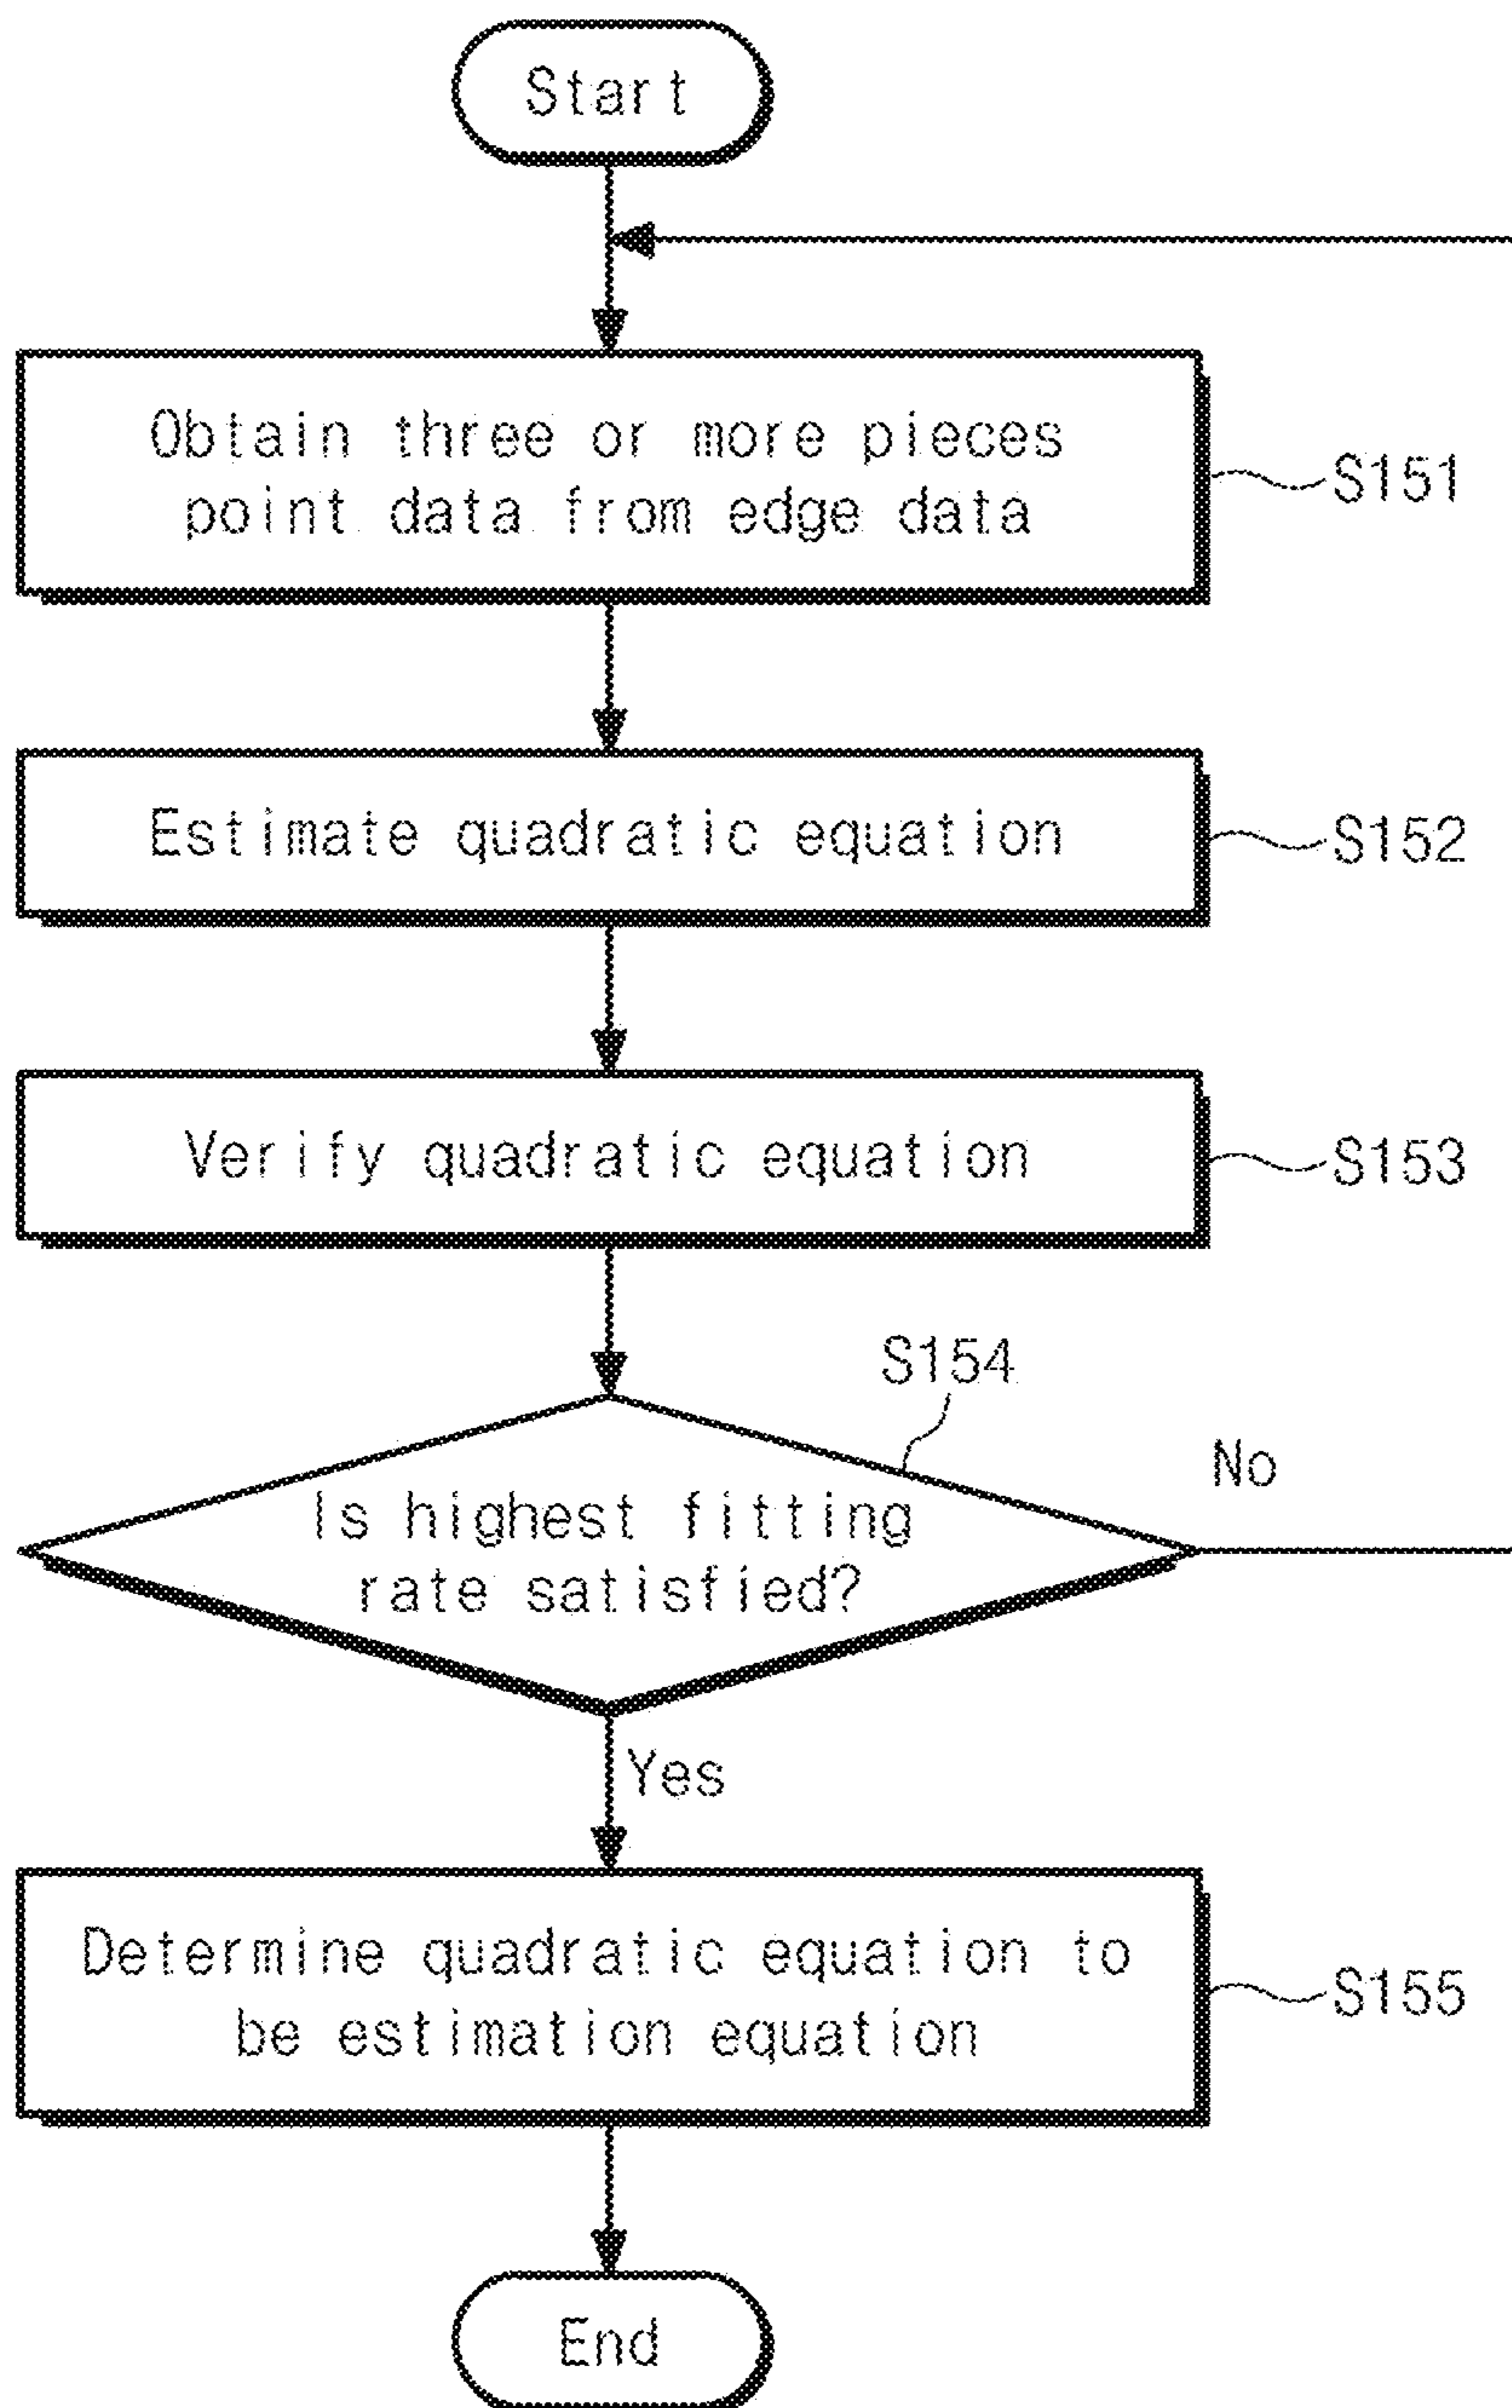 Start
Obtain three or more pieces
point data from edge data
S151
Estimate quadratic equation
S152
Verify quadratic equation
S153
S154
No
Is highest fitting
rate satisfied?
Yes
Determine quadratic equation to
be estimation equation
S155
End